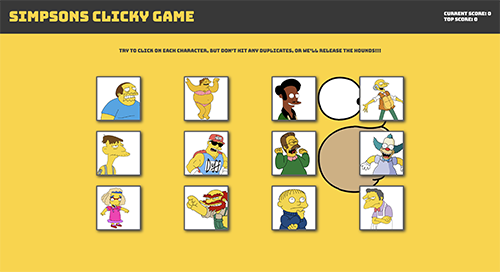 SIMPSONS CLICKY GAME
CURRENT SCORE: 0
TOP SCORE: 0
TRY TO CLICK ON EACH CHARACTER, BUT DON'T HIT ANY DUPLICATES, OR WE'LL RELEASE THE HOUNDS!!!
Duff